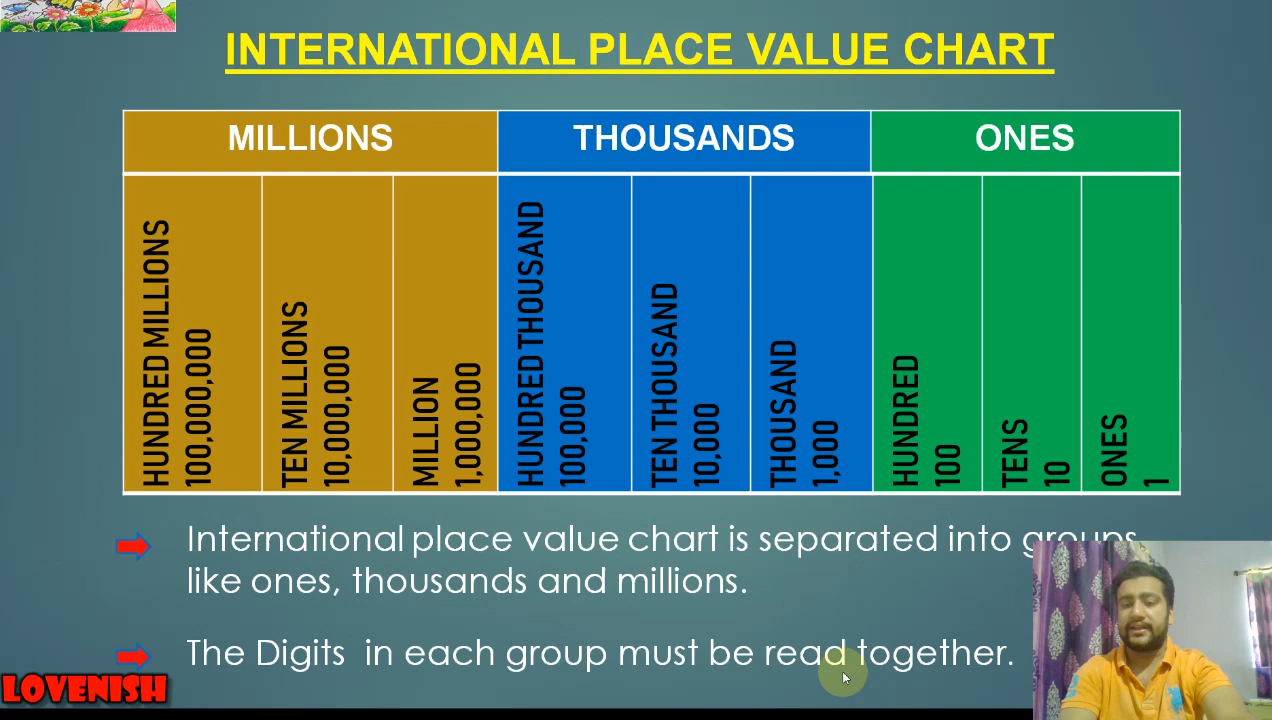 INTERNATIONAL PLACE VALUE CHART
MILLIONS THOUSANDS ONES
HUNDRED MILLIONS
100,000,000
TEN MILLIONS
10,000,000
MILLION
1,000,000
HUNDRED THOUSAND
100,000
TEN THOUSAND
10,000
THOUSAND
1,000
HUNDRED
100
TENS
10
ONES
1
International place value chart is separated into groups
like ones, thousands and millions.
The Digits in each group must be read together.
LOVENISH